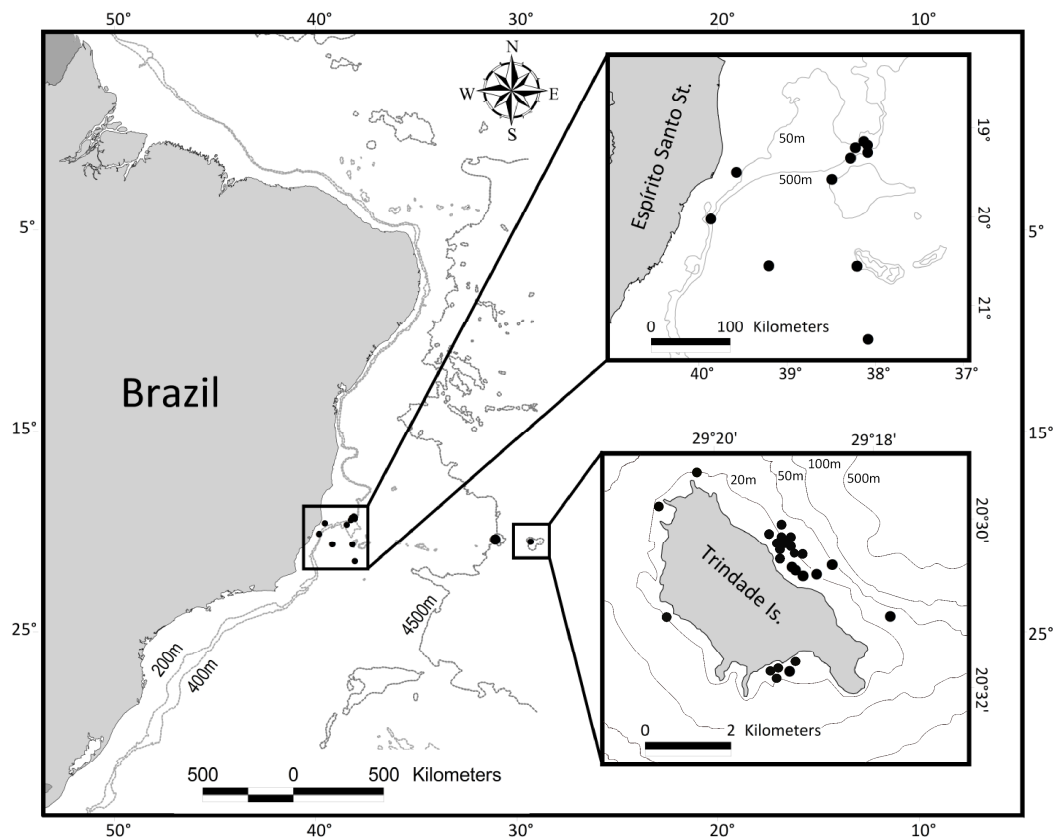 50° 40° 30° 20° 10°
N
W E
S
Espírito Santo St.
50m
500m
19°
20°
21°
0 100 Kilometers
40° 39° 38° 37°
5°
5°
Brazil
15°
15°
29°20' 29°18'
20m
50m
100m
500m
20°30'
Trindade Is.
20°32'
0 2 Kilometers
4500m
25°
25°
200m
400m
500 0 500 Kilometers
50° 40° 30° 20° 10°